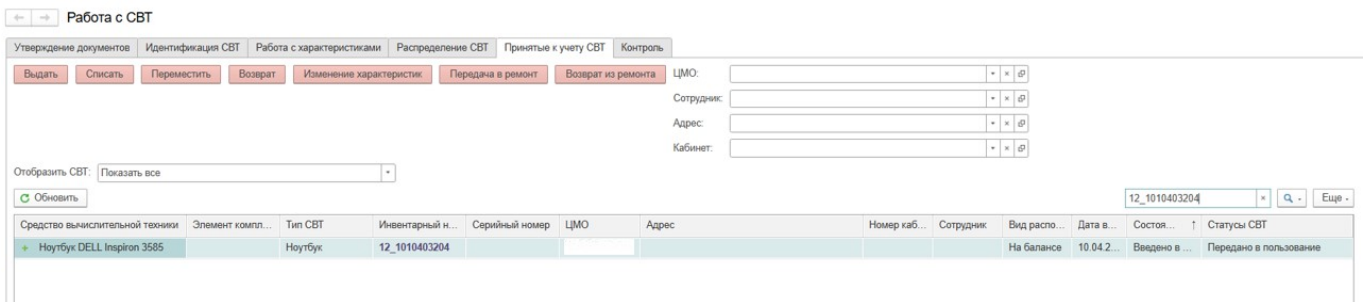 Работа с СВТ
Утверждение документов Идентификация СВТ Работа с характеристиками Распределение СВТ Принятые к учету СВТ Контроль
Выдать Списать Переместить Возврат Изменение характеристик Передача в ремонт Возврат из ремонта ЦМО:
Сотрудник:
Адрес:
Кабинет:
Отобразить СВТ: Показать все
Обновить 12_1010403204 Еще
Средство вычислительной техники Элемент компл... Тип СВТ Инвентарный н... Серийный номер ЦМО Адрес Номер каб... Сотрудник Вид распо... Дата в... Состоя... Статусы СВТ
Ноутбук DELL Inspiron 3585 Ноутбук 12_1010403204 На балансе 10.04.2... Введено в ... Передано в пользование